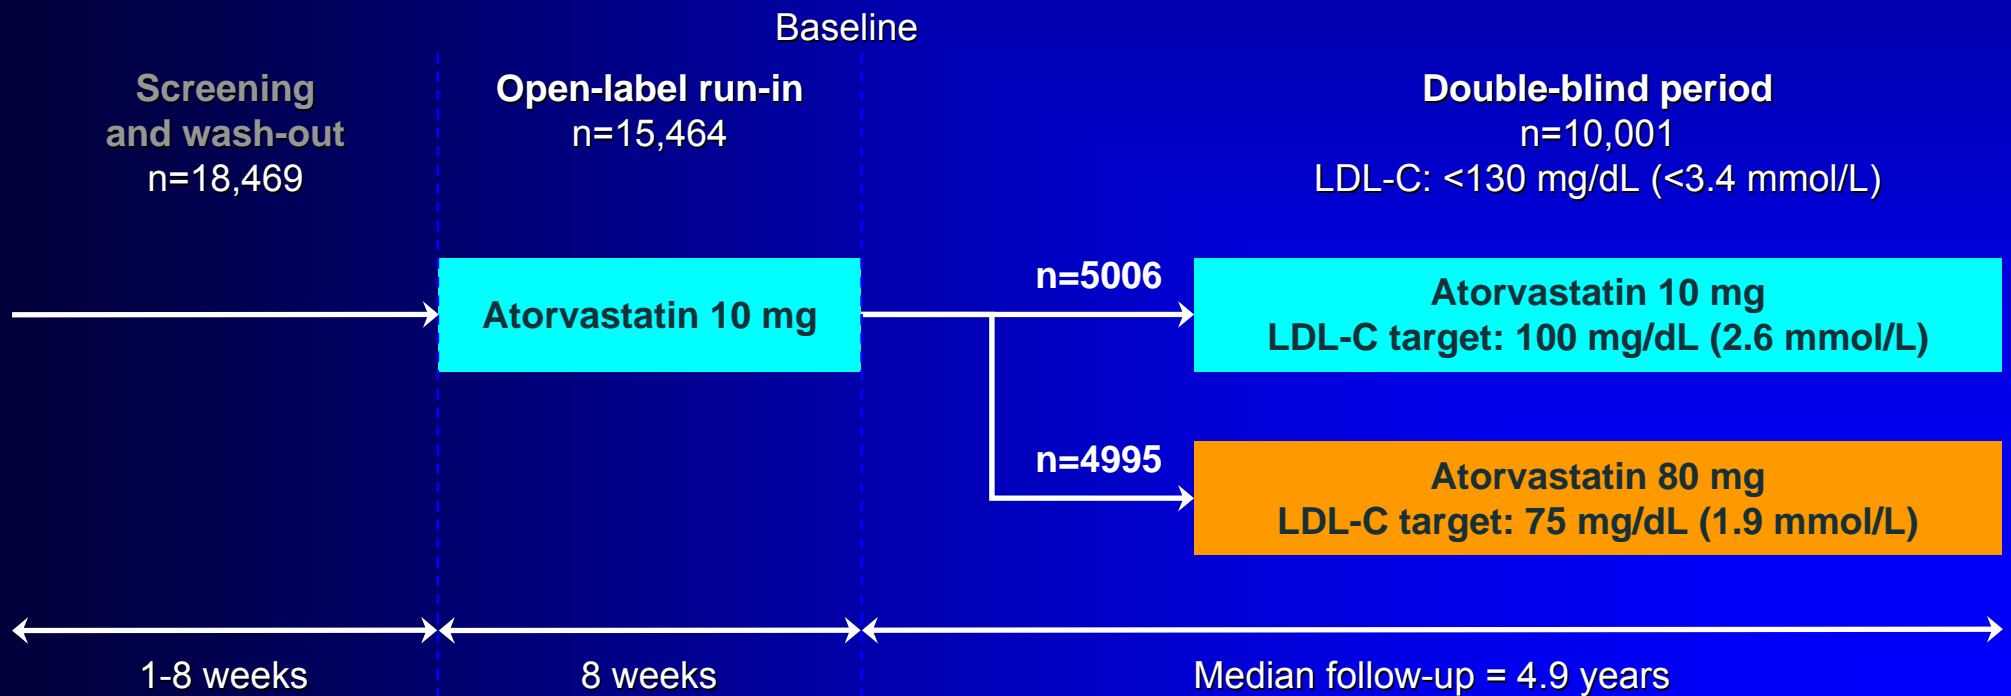 Baseline
Screening
and wash-out
n=18,469
Open-label run-in
n=15,464
Double-blind period
n=10,001
LDL-C: <130 mg/dL (<3.4 mmol/L)
Atorvastatin 10 mg
n=5006
Atorvastatin 10 mg
LDL-C target: 100 mg/dL (2.6 mmol/L)
n=4995
Atorvastatin 80 mg
LDL-C target: 75 mg/dL (1.9 mmol/L)
1-8 weeks
8 weeks
Median follow-up = 4.9 years